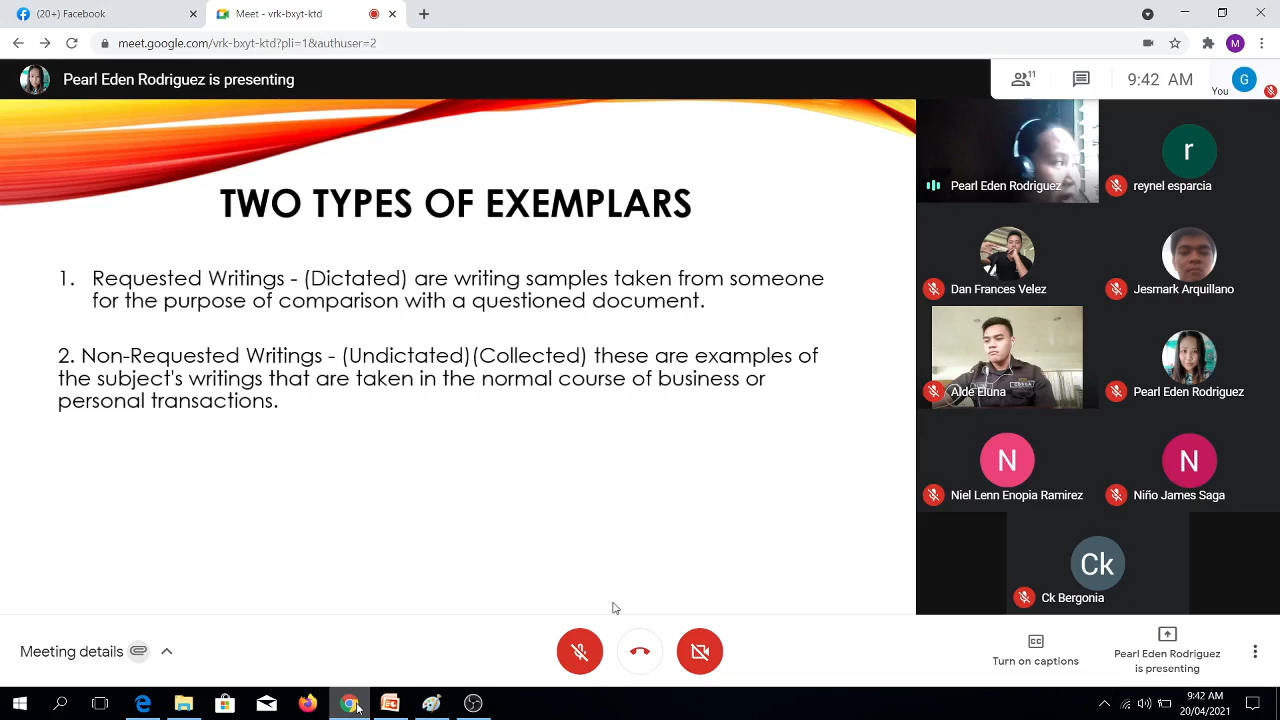 (20+) Facebook
Meet - vrk-bxyt-ktd
meet.google.com/vrk-bxyt-ktd?pli=1&authuser=2
M
Pearl Eden Rodriguez is presenting
11
9:42 AM
You
G
TWO TYPES OF EXEMPLARS
1. Requested Writings - (Dictated) are writing samples taken from someone
for the purpose of comparison with a questioned document.
2. Non-Requested Writings - (Undictated)(Collected) these are examples of
the subject's writings that are taken in the normal course of business or
personal transactions.
Pearl Eden Rodriguez
r
reynel esparcia
Dan Frances Velez
Jesmark Arquillano
Alde Eluna
Pearl Eden Rodriguez
N
Niel Lenn Enopia Ramirez
N
Niño James Saga
Ck
Ck Bergonia
Meeting details
CC
Turn on captions
Pearl Eden Rodriguez
is presenting
9:42 AM
20/04/2021